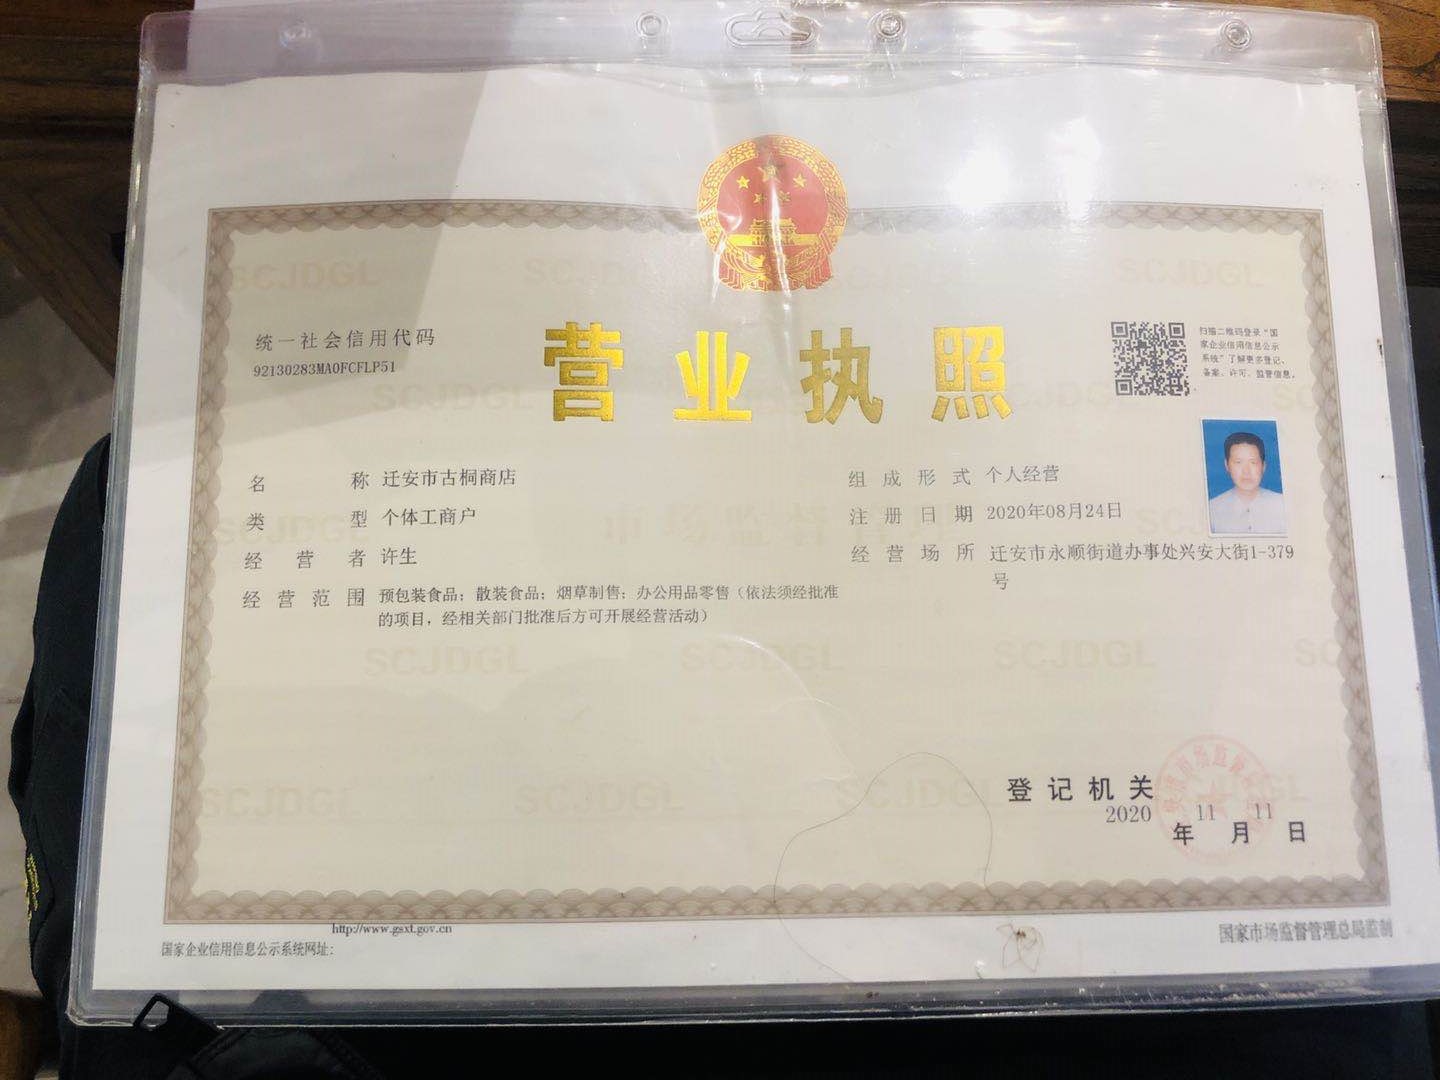 统一社会信用代码
92130283MA0FCFLP51
营业执照
扫描二维码登录“国
家企业信用信息公示
系统”了解更多登记、
备案、许可、监管信息。
名 称 迁安市古桐商店
类 型 个体工商户
经 营 者 许生
经 营 范 围 预包装食品；散装食品；烟草制售；办公用品零售（依法须经批准
的项目，经相关部门批准后方可开展经营活动）
组 成 形 式 个人经营
注 册 日 期 2020年08月24日
经 营 场 所 迁安市永顺街道办事处兴安大街1-379
号
登 记 机 关
2020 年 11 月 11 日
http://www.gsxt.gov.cn
国家企业信用信息公示系统网址：
国家市场监督管理总局监制
SCJDGL
市场监督管理